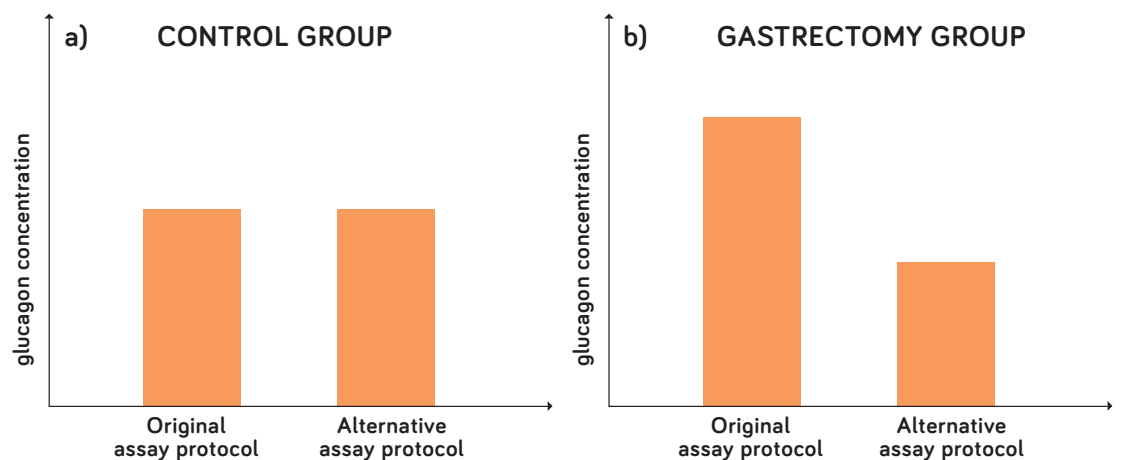 a) CONTROL GROUP
glucagon concentration
Original
assay protocol
Alternative
assay protocol
b) GASTRECTOMY GROUP
glucagon concentration
Original
assay protocol
Alternative
assay protocol